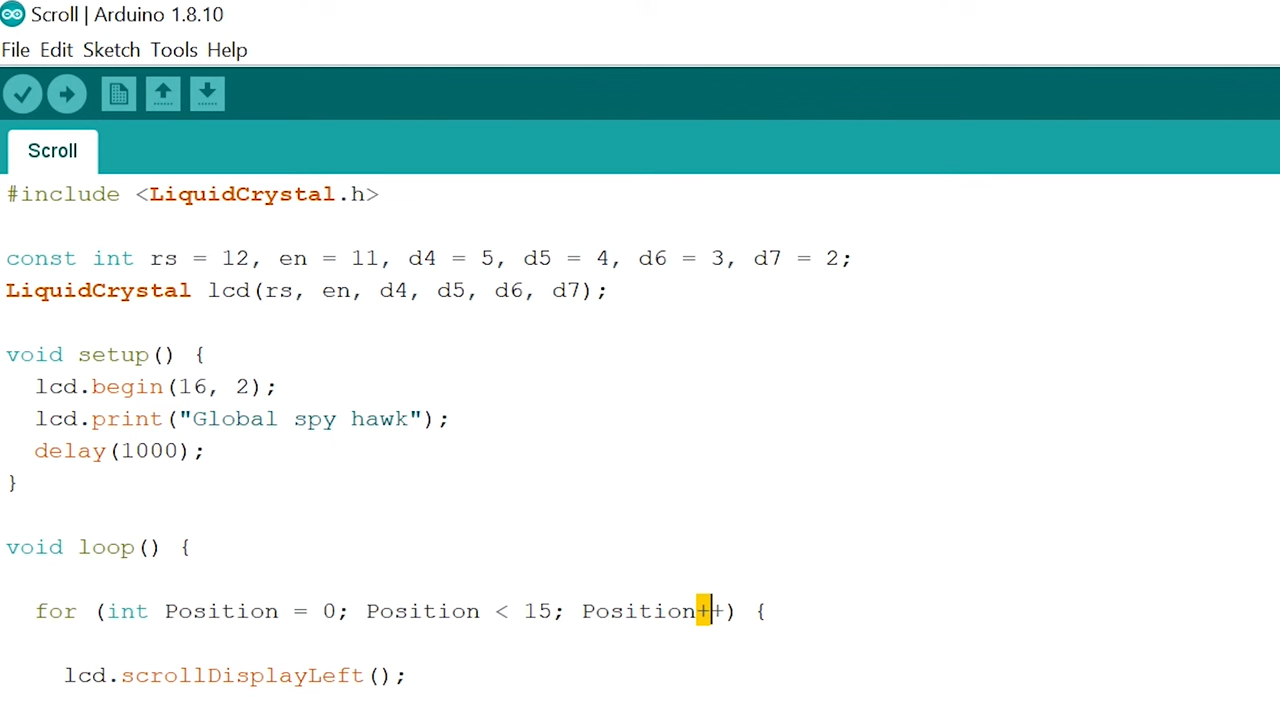 Scroll | Arduino 1.8.10
File Edit Sketch Tools Help
Scroll
#include <LiquidCrystal.h>
const int rs = 12, en = 11, d4 = 5, d5 = 4, d6 = 3, d7 = 2;
LiquidCrystal lcd(rs, en, d4, d5, d6, d7);
void setup() {
lcd.begin(16, 2);
lcd.print("Global spy hawk");
delay(1000);
}
void loop() {
for (int Position = 0; Position < 15; Position++) {
lcd.scrollDisplayLeft();